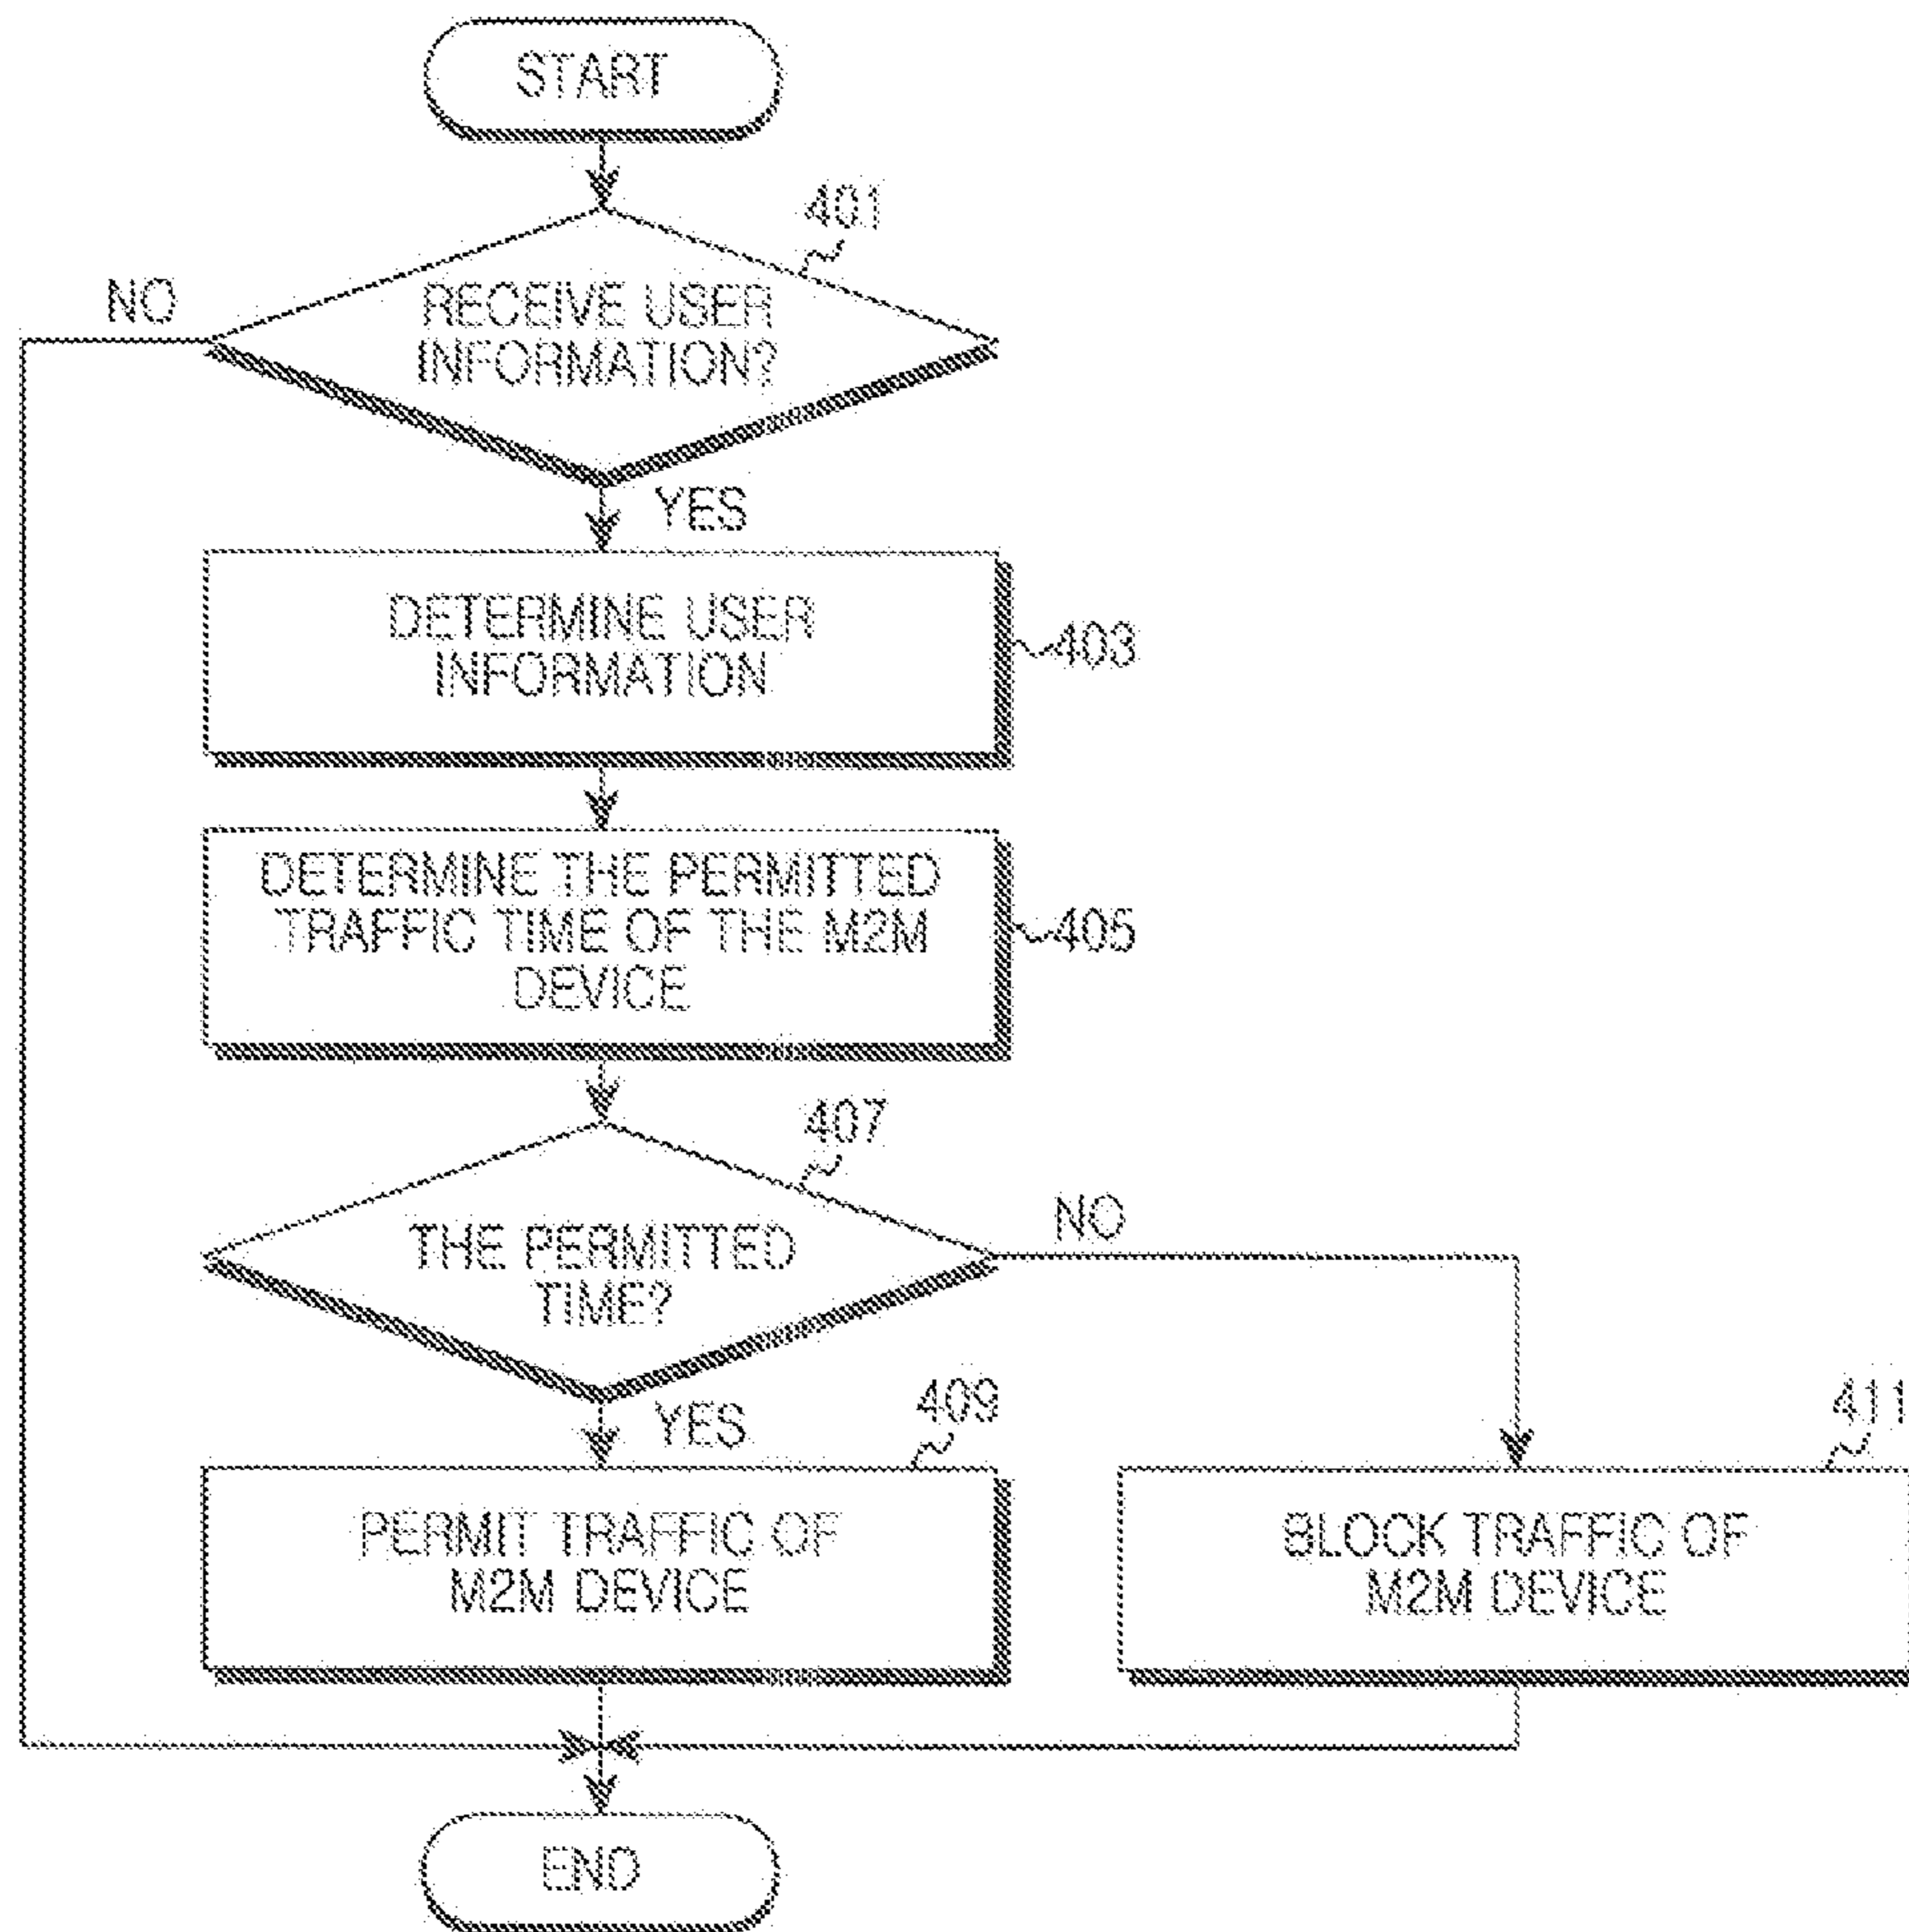 START
401
NO
RECEIVE USER
INFORMATION?
YES
DETERMINE USER
INFORMATION
403
DETERMINE THE PERMITTED
TRAFFIC TIME OF THE M2M
DEVICE
405
407
NO
THE PERMITTED
TIME?
YES
409
411
PERMIT TRAFFIC OF
M2M DEVICE
BLOCK TRAFFIC OF
M2M DEVICE
END